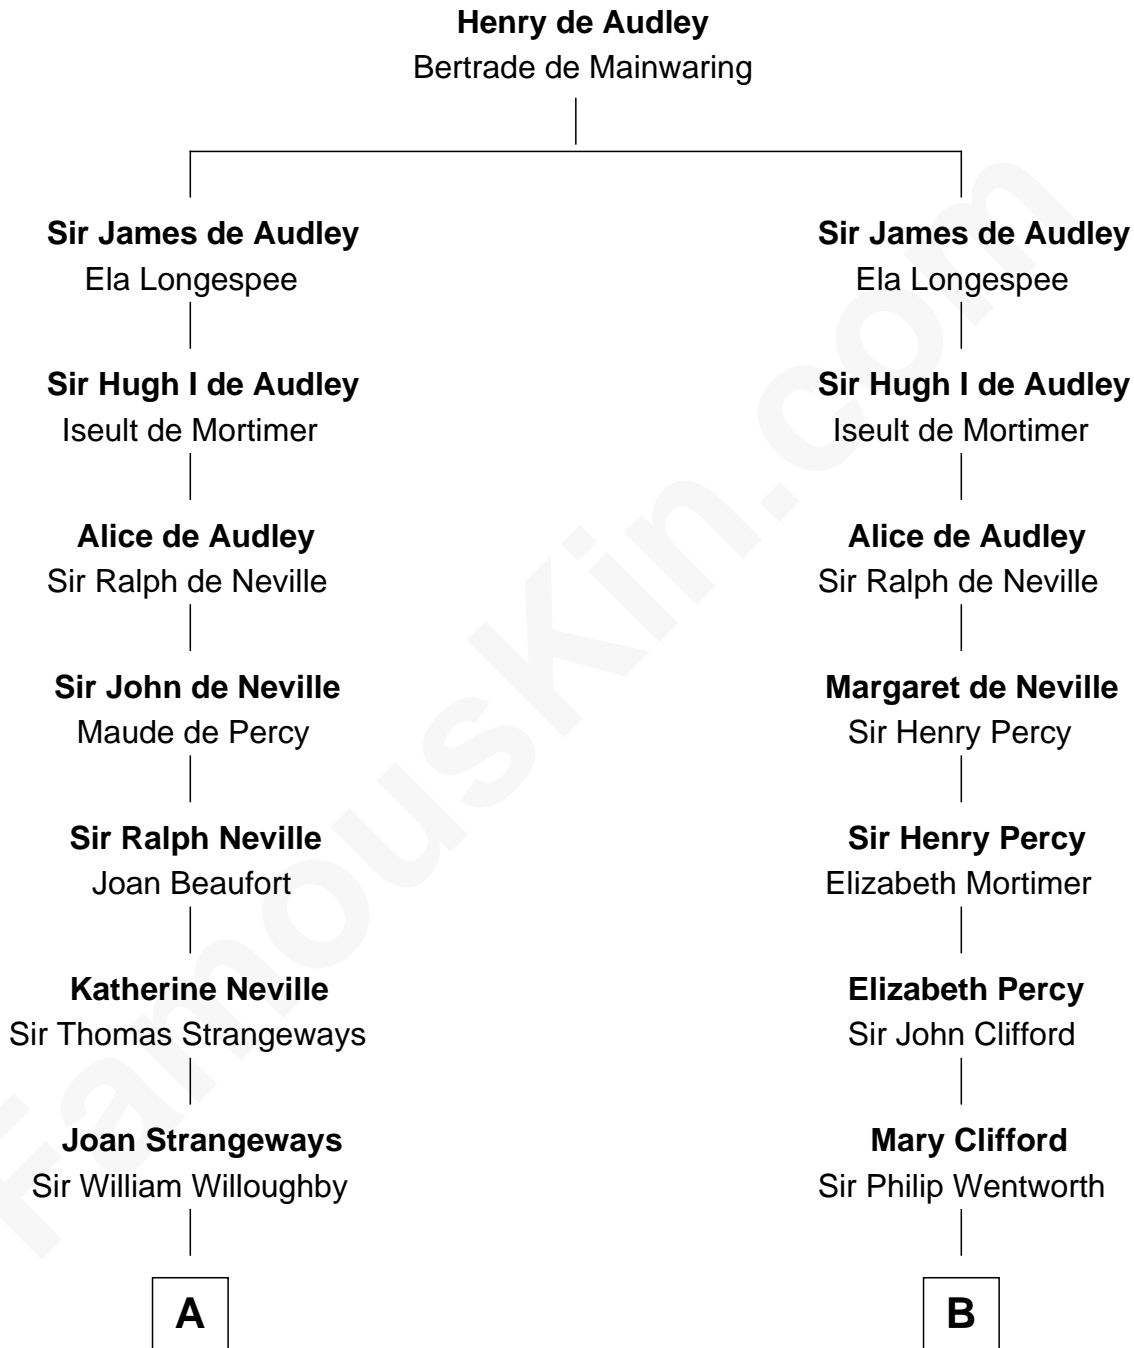 Henry de Audley
Bertrade de Mainwaring
Sir James de Audley
Ela Longespee
Sir James de Audley
Ela Longespee
Sir Hugh I de Audley
Iseult de Mortimer
Sir Hugh I de Audley
Iseult de Mortimer
Alice de Audley
Sir Ralph de Neville
Alice de Audley
Sir Ralph de Neville
Sir John de Neville
Maude de Percy
Margaret de Neville
Sir Henry Percy
Sir Ralph Neville
Joan Beaufort
Sir Henry Percy
Elizabeth Mortimer
Katherine Neville
Sir Thomas Strangeways
Elizabeth Percy
Sir John Clifford
Joan Strangeways
Sir William Willoughby
Mary Clifford
Sir Philip Wentworth
A
B
FamousKin.com